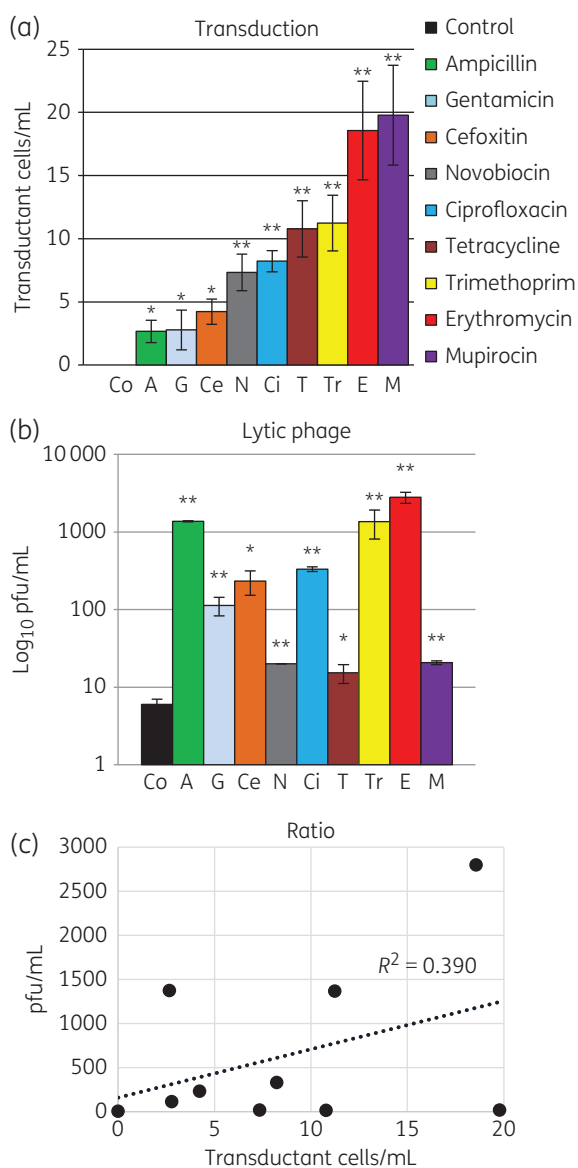 (a)
Transduction
Transductant cells/mL
25
20
15
10
5
0
* * * ** ** ** ** ** **
Co A G Ce N Ci T Tr E M
Control
Ampicillin
Gentamicin
Cefoxitin
Novobiocin
Ciprofloxacin
Tetracycline
Trimethoprim
Erythromycin
Mupirocin
(b)
Lytic phage
Log10 pfu/mL
10 000
1000
100
10
1
** ** * ** ** * ** ** **
Co A G Ce N Ci T Tr E M
(c)
Ratio
pfu/mL
3000
2500
2000
1500
1000
500
0
R² = 0.390
0 5 10 15 20
Transductant cells/mL